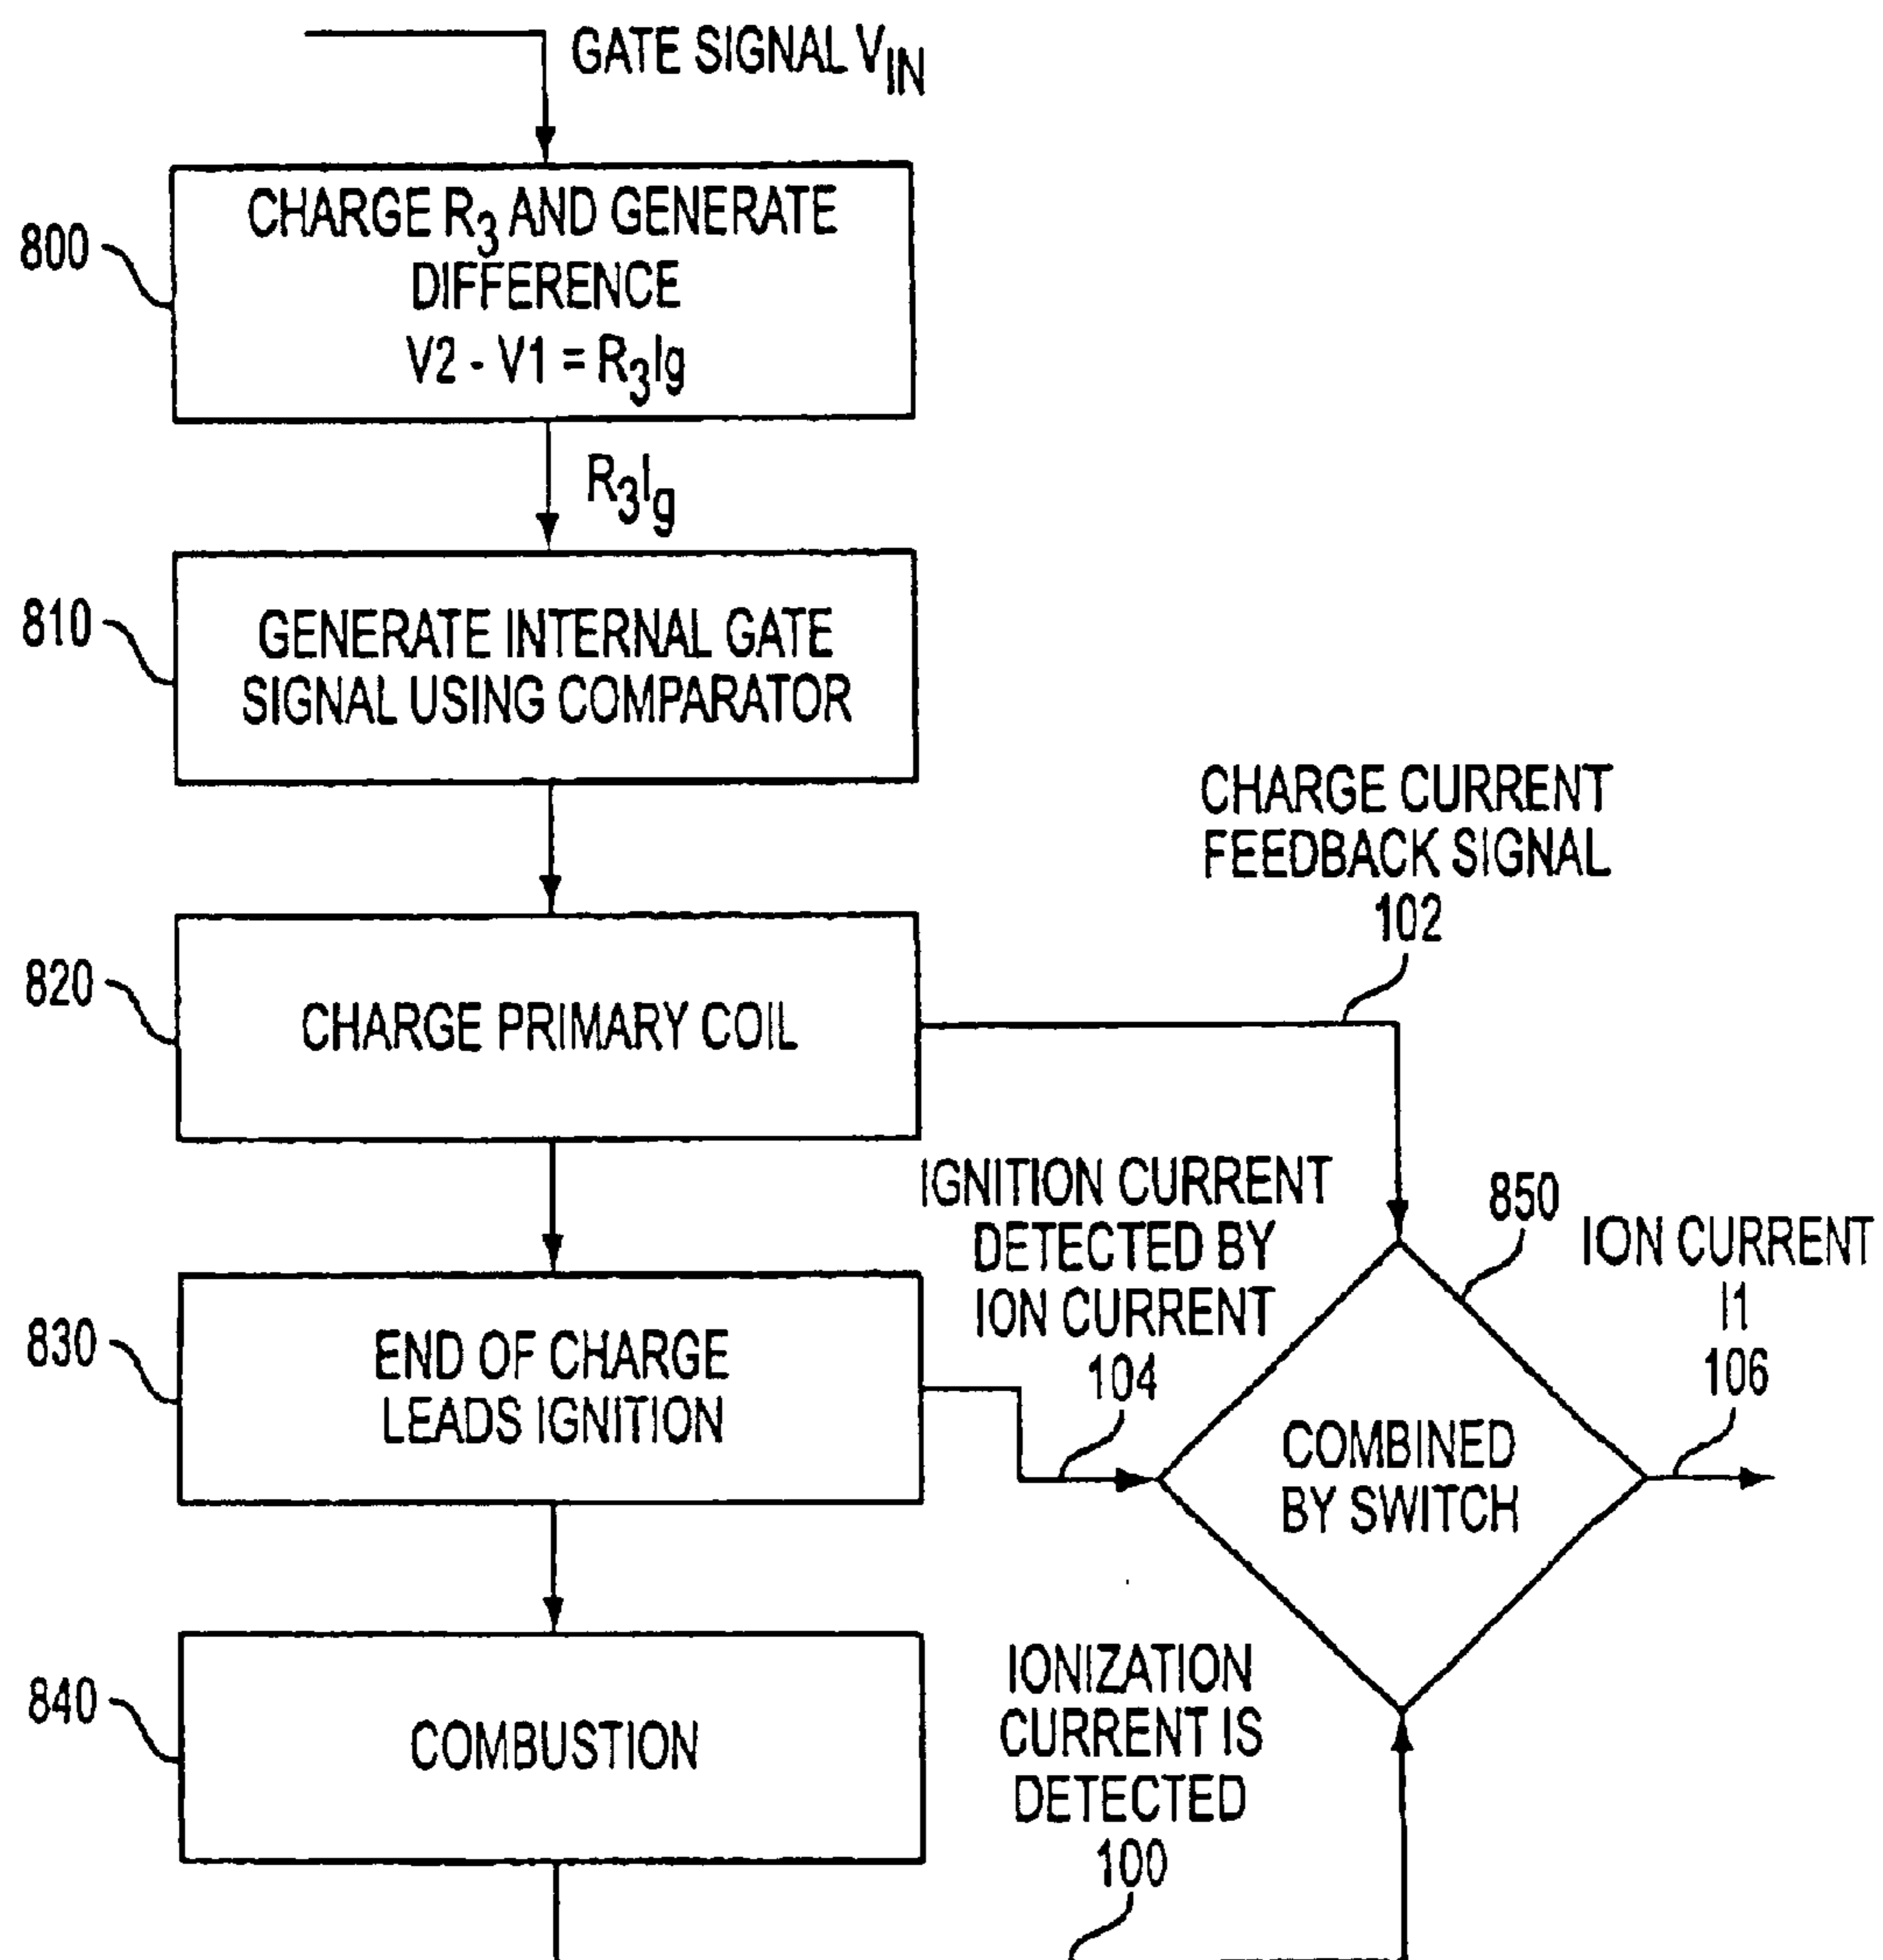 GATE SIGNAL VIN
800
CHARGE R3 AND GENERATE
DIFFERENCE
V2 - V1 = R3Ig
R3Ig
810
GENERATE INTERNAL GATE
SIGNAL USING COMPARATOR
CHARGE CURRENT
FEEDBACK SIGNAL
102
820
CHARGE PRIMARY COIL
IGNITION CURRENT
DETECTED BY
ION CURRENT
104
850
ION CURRENT
I1
106
830
END OF CHARGE
LEADS IGNITION
COMBINED
BY SWITCH
840
COMBUSTION
IONIZATION
CURRENT IS
DETECTED
100